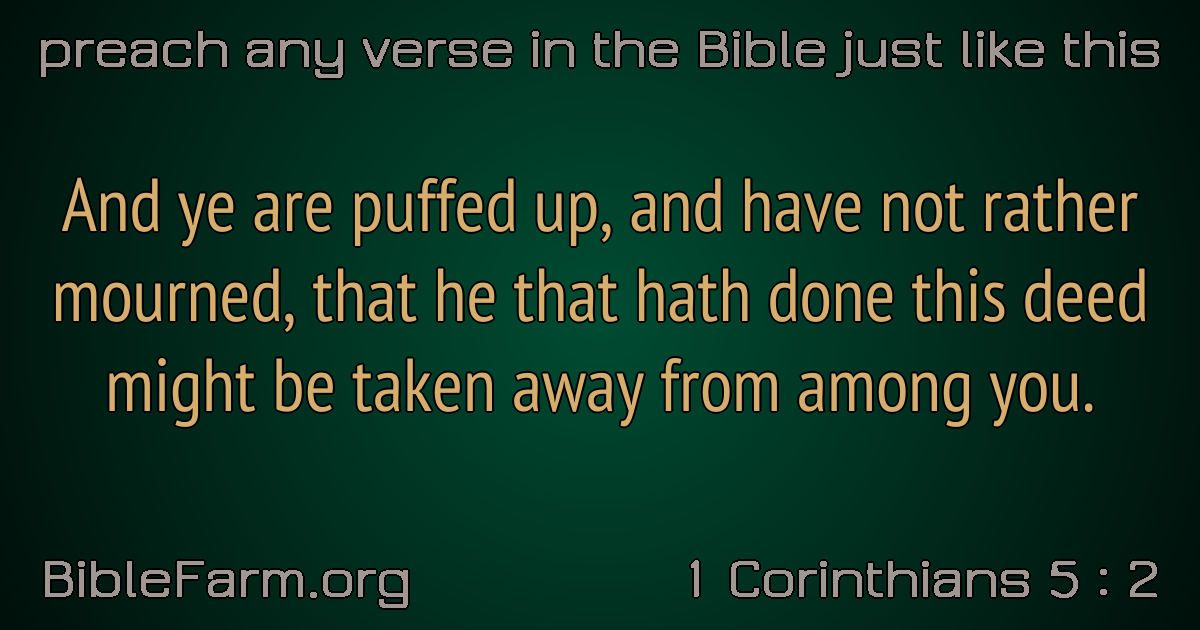 preach any verse in the Bible just like this
And ye are puffed up, and have not rather
mourned, that he that hath done this deed
might be taken away from among you.
BibleFarm.org
1 Corinthians 5 : 2